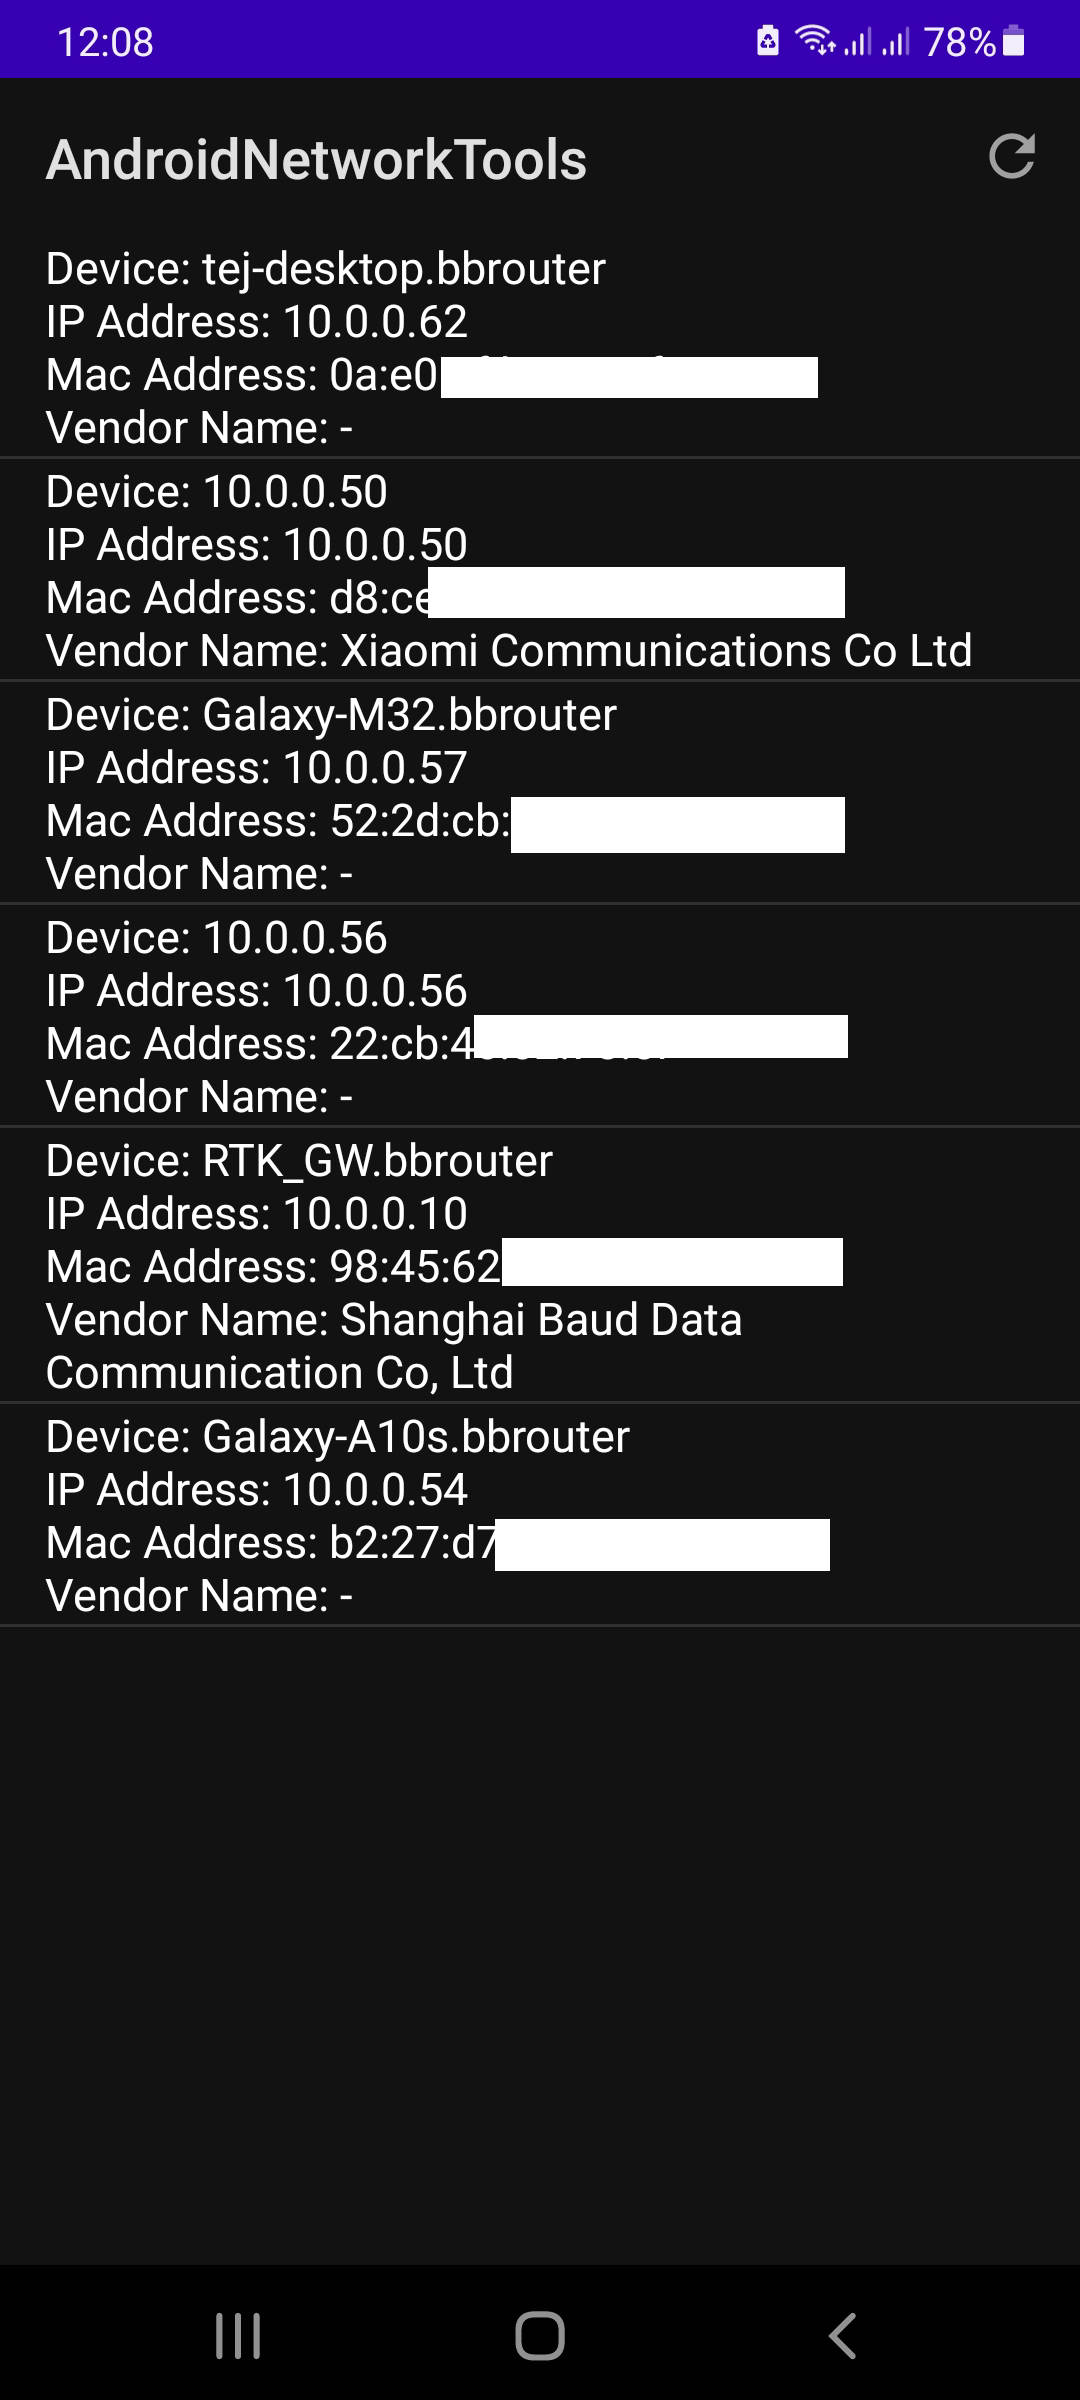 12:08 78%
AndroidNetworkTools
Device: tej-desktop.bbrouter
IP Address: 10.0.0.62
Mac Address: 0a:e0
Vendor Name: -
Device: 10.0.0.50
IP Address: 10.0.0.50
Mac Address: d8:ce
Vendor Name: Xiaomi Communications Co Ltd
Device: Galaxy-M32.bbrouter
IP Address: 10.0.0.57
Mac Address: 52:2d:cb:
Vendor Name: -
Device: 10.0.0.56
IP Address: 10.0.0.56
Mac Address: 22:cb:4
Vendor Name: -
Device: RTK_GW.bbrouter
IP Address: 10.0.0.10
Mac Address: 98:45:62
Vendor Name: Shanghai Baud Data
Communication Co, Ltd
Device: Galaxy-A10s.bbrouter
IP Address: 10.0.0.54
Mac Address: b2:27:d7
Vendor Name: -